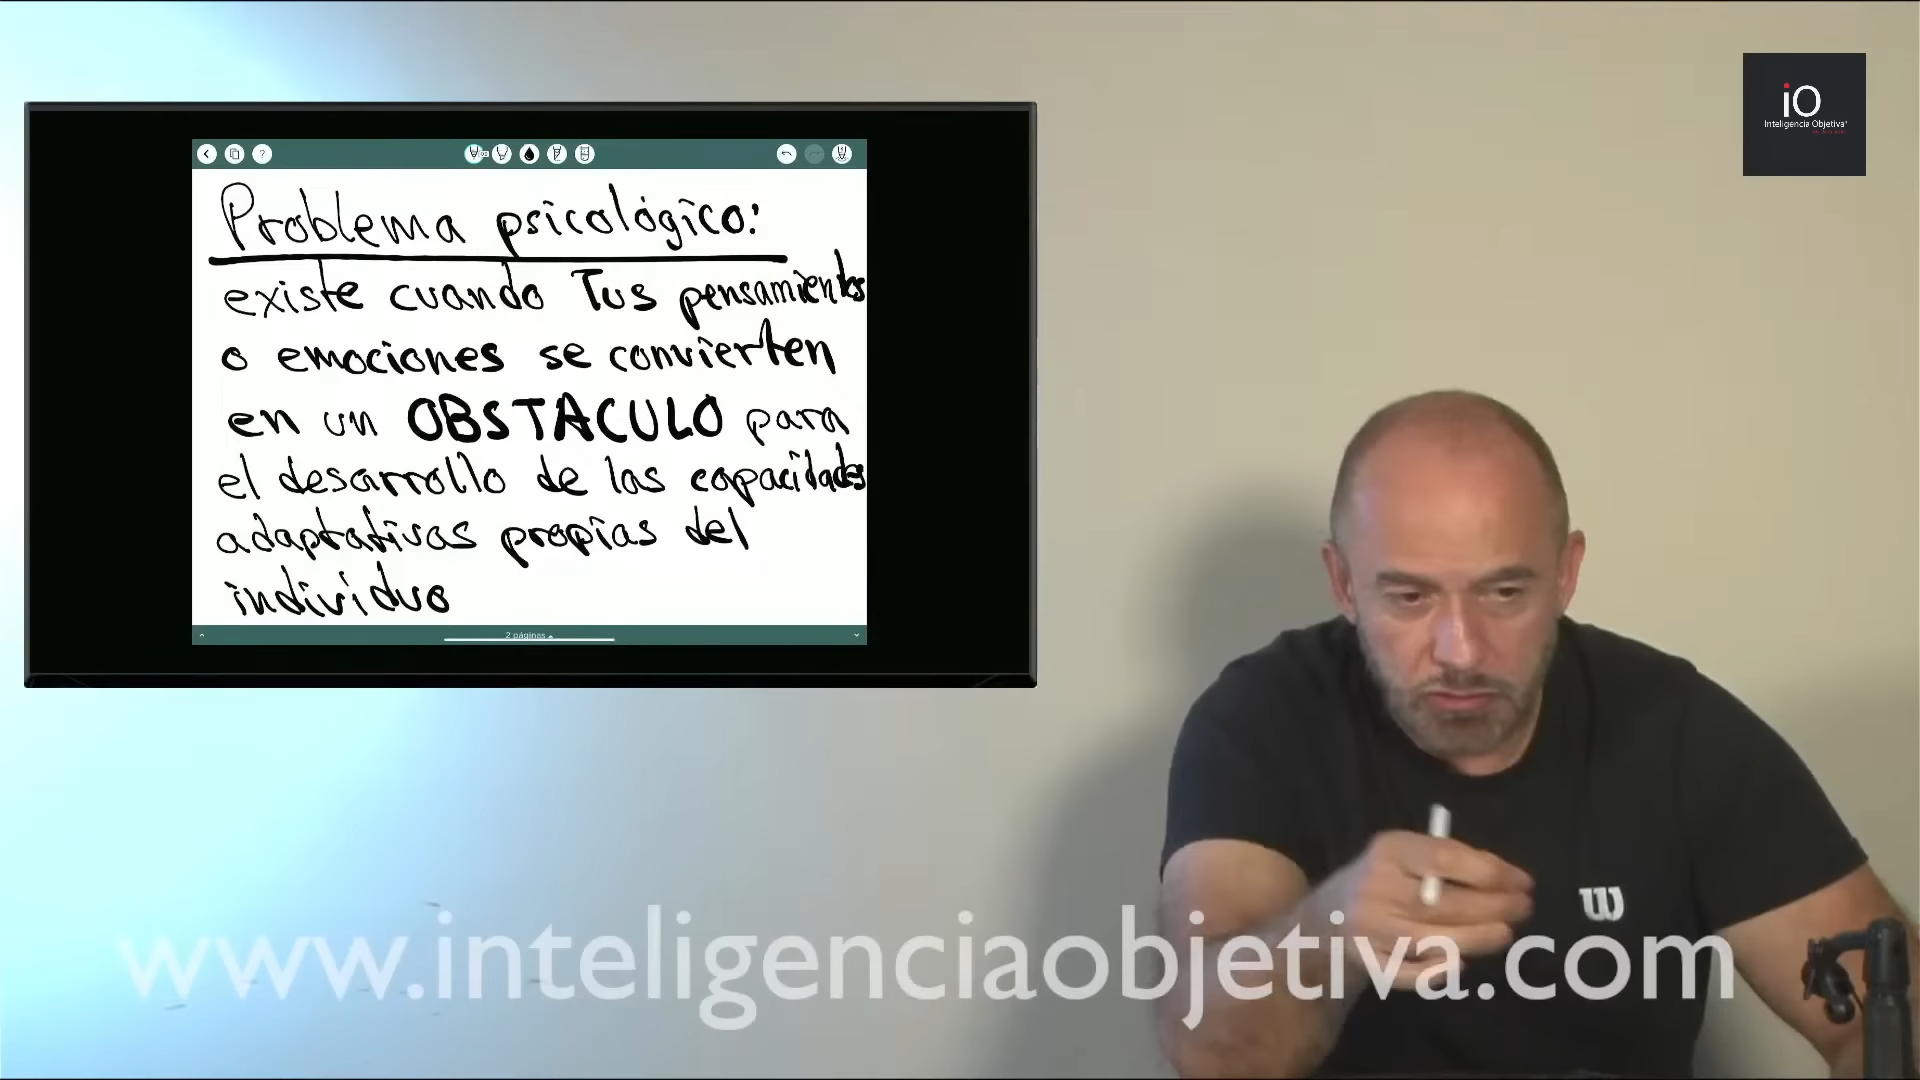 iO
Inteligencia Objetiva
?
Problema psicológico:
existe cuando Tus pensamientos
o emociones se convierten
en un OBSTACULO para
el desarrollo de las capacidades
adaptativas propias del
individuo
2 páginas
W
www.inteligenciaobjetiva.com